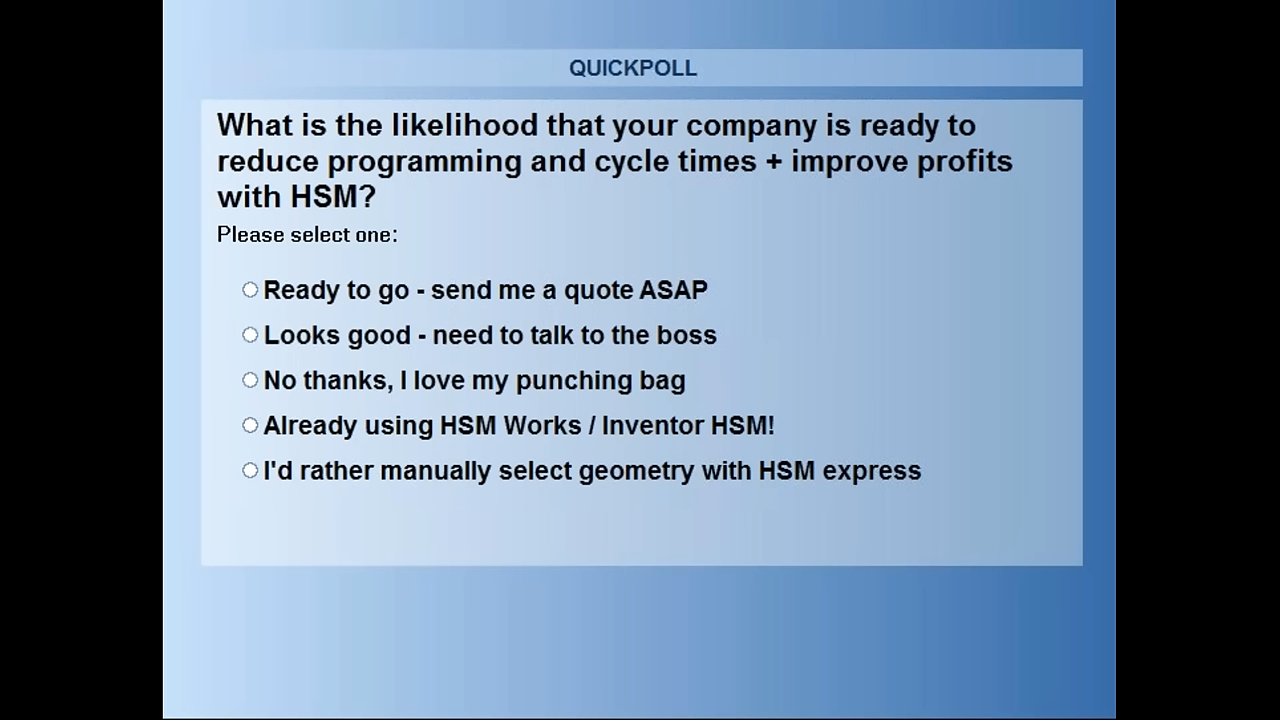 QUICKPOLL
What is the likelihood that your company is ready to
reduce programming and cycle times + improve profits
with HSM?
Please select one:
Ready to go - send me a quote ASAP
Looks good - need to talk to the boss
No thanks, I love my punching bag
Already using HSM Works / Inventor HSM!
I'd rather manually select geometry with HSM express